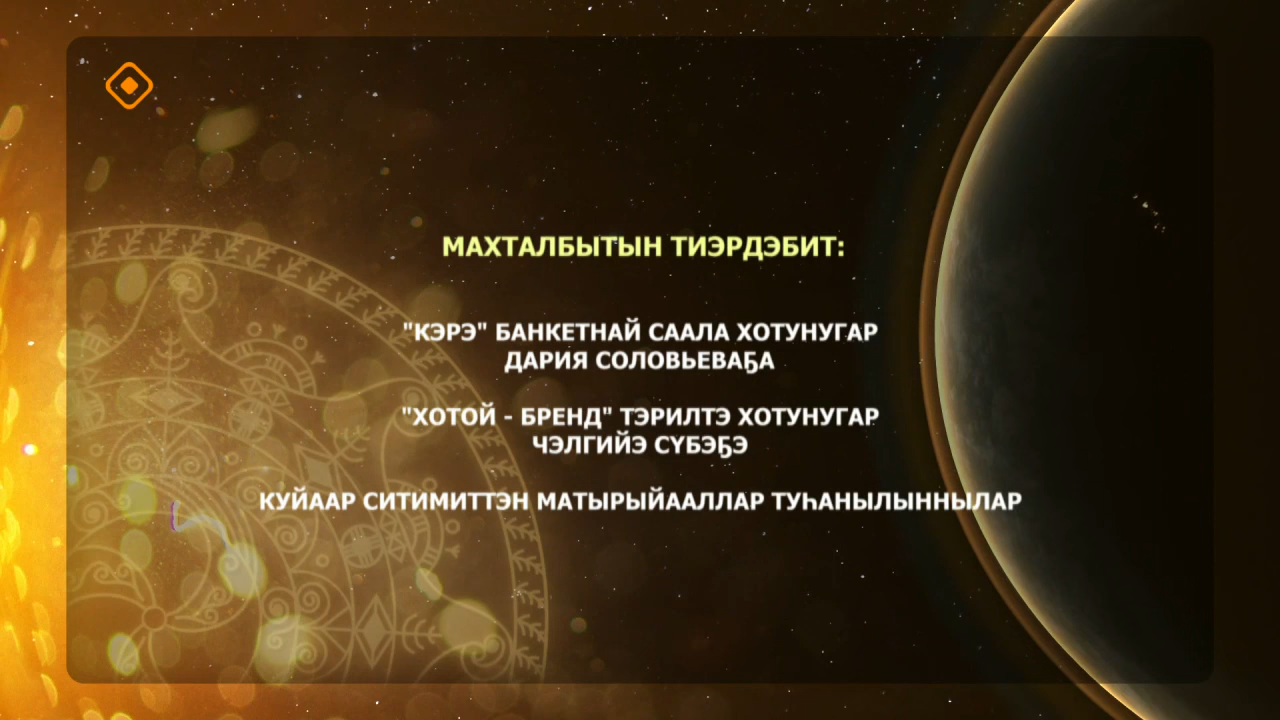 МАХТАЛБЫТЫН ТИЭРДЭБИТ:
"КЭРЭ" БАНКЕТНАЙ СААЛА ХОТУНУГАР
ДАРИЯ СОЛОВЬЕВАҔА
"ХОТОЙ - БРЕНД" ТЭРИЛТЭ ХОТУНУГАР
ЧЭЛГИЙЭ СҮБЭҔЭ
КУЙААР СИТИМИТТЭН МАТЫРЫЙААЛЛАР ТУҺАНЫЛЫННЫЛАР